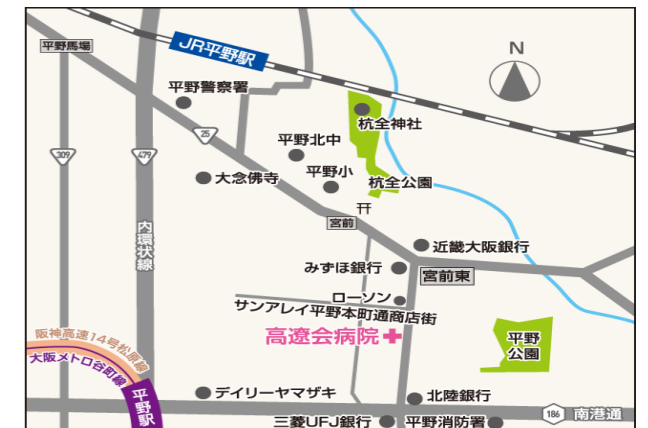 平野馬場
JR平野駅
N
平野警察署
杭全神社
25
平野北中
309
479
平野小
大念佛寺
杭全公園
宮前
内環状線
近畿大阪銀行
みずほ銀行
宮前東
ローソン
サンアレイ平野本町通商店街
高遼会病院
平野
公園
阪神高速14号松原線
大阪メトロ谷町線
平野駅
デイリーヤマザキ
北陸銀行
186
南港通
三菱UFJ銀行
平野消防署